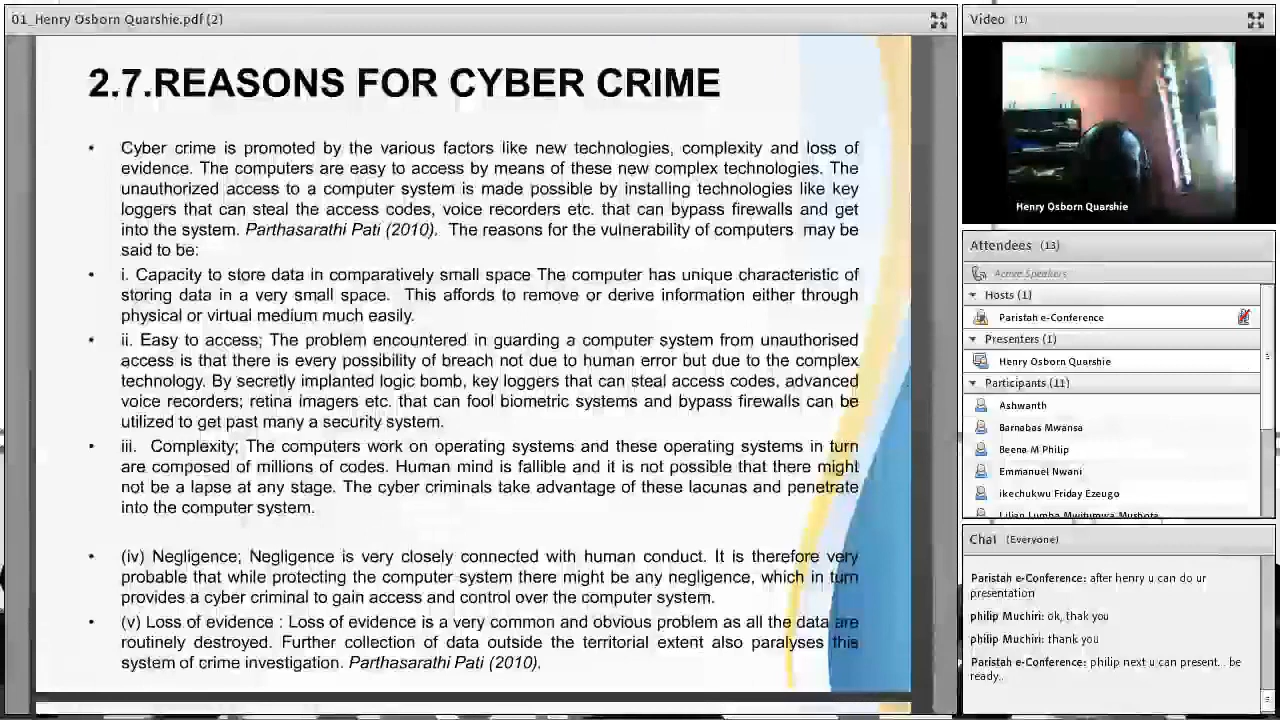 01_Henry Osborn Quarshie.pdf (2)
2.7.REASONS FOR CYBER CRIME
• Cyber crime is promoted by the various factors like new technologies, complexity and loss of
evidence. The computers are easy to access by means of these new complex technologies. The
unauthorized access to a computer system is made possible by installing technologies like key
loggers that can steal the access codes, voice recorders etc. that can bypass firewalls and get
into the system. Parthasarathi Pati (2010). The reasons for the vulnerability of computers may be
said to be:
• i. Capacity to store data in comparatively small space The computer has unique characteristic of
storing data in a very small space. This affords to remove or derive information either through
physical or virtual medium much easily.
• ii. Easy to access; The problem encountered in guarding a computer system from unauthorised
access is that there is every possibility of breach not due to human error but due to the complex
technology. By secretly implanted logic bomb, key loggers that can steal access codes, advanced
voice recorders; retina imagers etc. that can fool biometric systems and bypass firewalls can be
utilized to get past many a security system.
• iii. Complexity; The computers work on operating systems and these operating systems in turn
are composed of millions of codes. Human mind is fallible and it is not possible that there might
not be a lapse at any stage. The cyber criminals take advantage of these lacunas and penetrate
into the computer system.
• (iv) Negligence; Negligence is very closely connected with human conduct. It is therefore very
probable that while protecting the computer system there might be any negligence, which in turn
provides a cyber criminal to gain access and control over the computer system.
• (v) Loss of evidence : Loss of evidence is a very common and obvious problem as all the data are
routinely destroyed. Further collection of data outside the territorial extent also paralyses this
system of crime investigation. Parthasarathi Pati (2010).
Video (1)
Henry Osborn Quarshie
Attendees (13)
Active Speakers
Hosts (1)
Paristah e-Conference
Presenters (1)
Henry Osborn Quarshie
Participants (11)
Ashwanth
Barnabas Mwansa
Beena M Philip
Emmanuel Nwani
ikechukwu Friday Ezeugo
Chat (Everyone)
Paristah e-Conference: after henry u can do ur
presentation
philip Muchiri: ok, thak you
philip Muchiri: thank you
Paristah e-Conference: philip next u can present... be
ready..